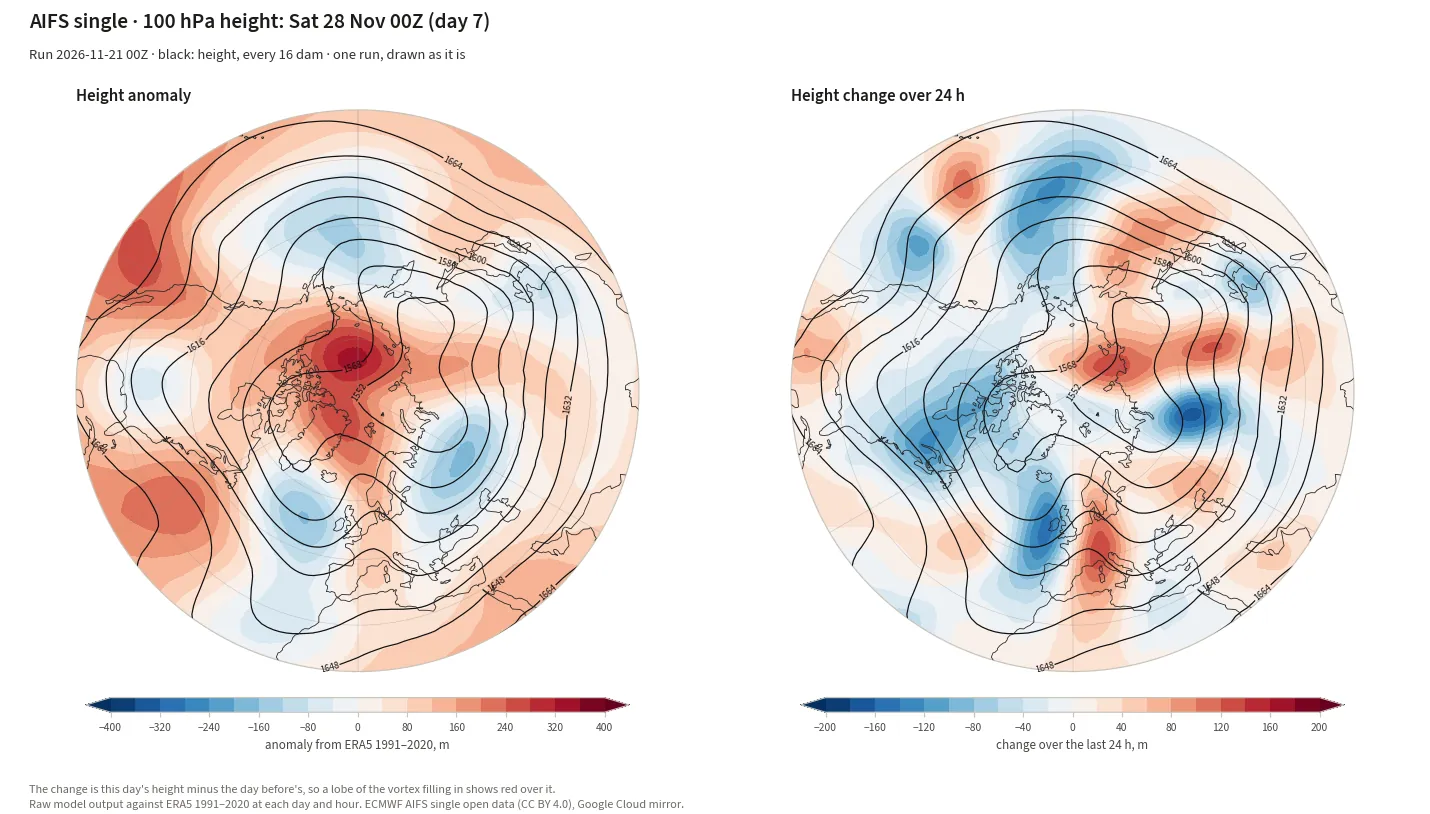 AIFS single · 100 hPa height: Sat 28 Nov 00Z (day 7)
Run 2026-11-21 00Z · black: height, every 16 dam · one run, drawn as it is
Height anomaly
Height change over 24 h
1664
1600
1616
1568
1552
1632
1648
1664
1648
1664
1600
1616
1568
1552
1632
1648
1664
1648
−400 −320 −240 −160 −80 0 80 160 240 320 400
anomaly from ERA5 1991–2020, m
−200 −160 −120 −80 −40 0 40 80 120 160 200
change over the last 24 h, m
The change is this day's height minus the day before's, so a lobe of the vortex filling in shows red over it.
Raw model output against ERA5 1991–2020 at each day and hour. ECMWF AIFS single open data (CC BY 4.0), Google Cloud mirror.